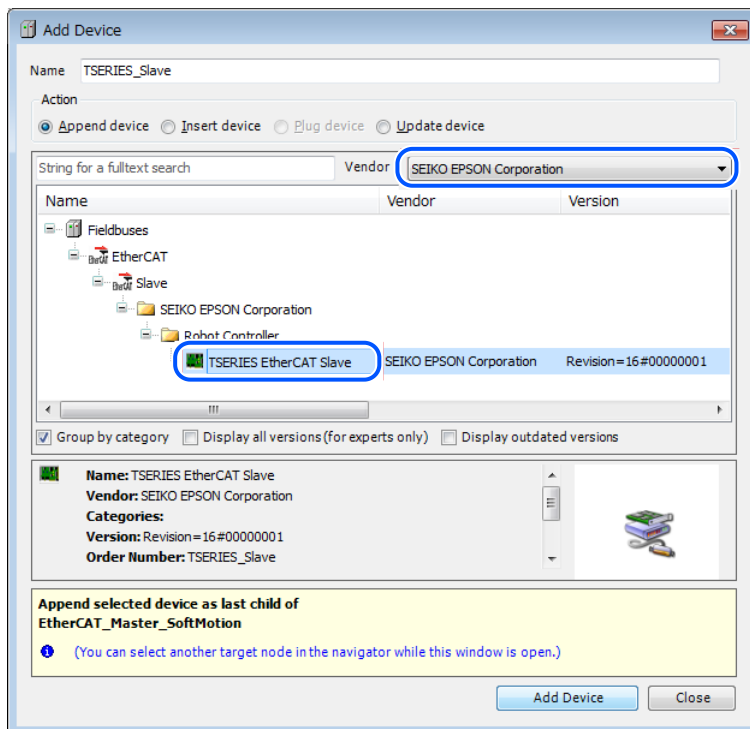 Add Device
Name TSERIES_Slave
Action
Append device Insert device Plug device Update device
String for a fulltext search Vendor SEIKO EPSON Corporation
Name Vendor Version
Fieldbuses
EtherCAT
Slave
SEIKO EPSON Corporation
Robot Controller
TSERIES EtherCAT Slave SEIKO EPSON Corporation Revision=16#00000001
Group by category Display all versions(for experts only) Display outdated versions
Name: TSERIES EtherCAT Slave
Vendor: SEIKO EPSON Corporation
Categories:
Version: Revision=16#00000001
Order Number: TSERIES_Slave
Append selected device as last child of
EtherCAT_Master_SoftMotion
(You can select another target node in the navigator while this window is open.)
Add Device Close